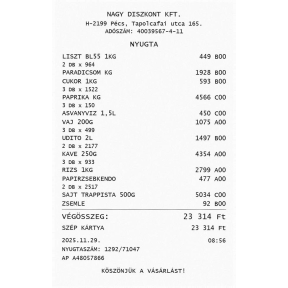 NAGY DISZKONT KFT.
H-2199 Pécs, Tapolcafai utca 165.
ADÓSZÁM: 40039567-4-11
NYUGTA
LISZT BL55 1KG 449 B00
2 DB x 964
PARADICSOM KG 1928 B00
CUKOR 1KG 593 B00
3 DB x 1522
PAPRIKA KG 4566 C00
3 DB x 150
ASVANYVIZ 1,5L 450 C00
VAJ 200G 1075 A00
3 DB x 499
UDITO 2L 1497 B00
2 DB x 2177
KAVE 250G 4354 A00
3 DB x 933
RIZS 1KG 2799 A00
PAPIRZSEBKENDO 477 A00
2 DB x 2517
SAJT TRAPPISTA 500G 5034 C00
ZSEMLE 92 B00
VÉGÖSSZEG: 23 314 Ft
SZÉP KÁRTYA 23 314 Ft
2025.11.29. 08:56
NYUGTASZÁM: 1292/71047
AP A48057866
KÖSZÖNJÜK A VÁSÁRLÁST!